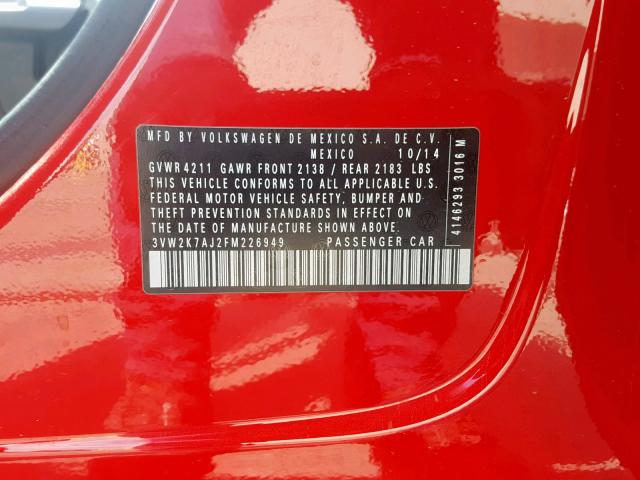 MFD BY VOLKSWAGEN DE MEXICO S.A. DE C.V.
MEXICO 10/14
GVWR 4211 GAWR FRONT 2138 / REAR 2183 LBS
THIS VEHICLE CONFORMS TO ALL APPLICABLE U.S.
FEDERAL MOTOR VEHICLE SAFETY, BUMPER AND
THEFT PREVENTION STANDARDS IN EFFECT ON
THE DATE OF MANUFACTURE SHOWN ABOVE.
3VW2K7AJ2FM226949 PASSENGER CAR
4146293 3016 M